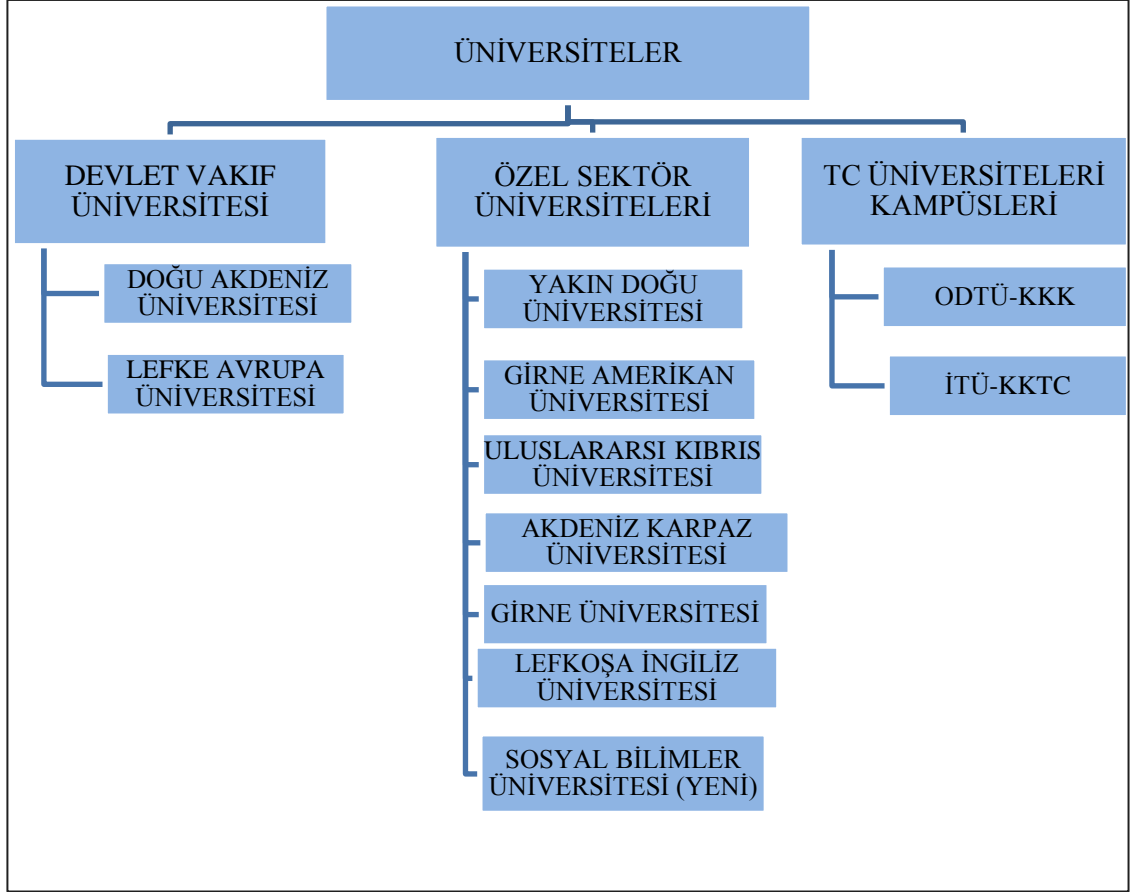 ÜNİVERSİTELER
DEVLET VAKIF
ÜNİVERSİTESİ
DOĞU AKDENİZ
ÜNİVERSİTESİ
LEFKE AVRUPA
ÜNİVERSİTESİ
ÖZEL SEKTÖR
ÜNİVERSİTELERİ
YAKIN DOĞU
ÜNİVERSİTESİ
GİRNE AMERİKAN
ÜNİVERSİTESİ
ULUSLARARSI KIBRIS
ÜNİVERSİTESİ
AKDENİZ KARPAZ
ÜNİVERSİTESİ
GİRNE ÜNİVERSİTESİ
LEFKOŞA İNGİLİZ
ÜNİVERSİTESİ
SOSYAL BİLİMLER
ÜNİVERSİTESİ (YENİ)
TC ÜNİVERSİTELERİ
KAMPÜSLERİ
ODTÜ-KKK
İTÜ-KKTC